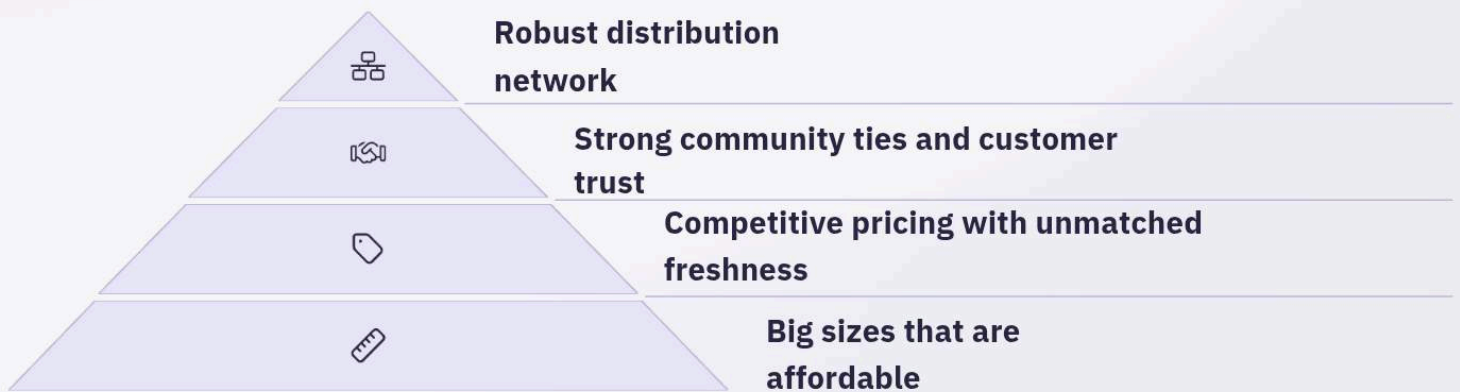 Robust distribution
network
Strong community ties and customer
trust
Competitive pricing with unmatched
freshness
Big sizes that are
affordable